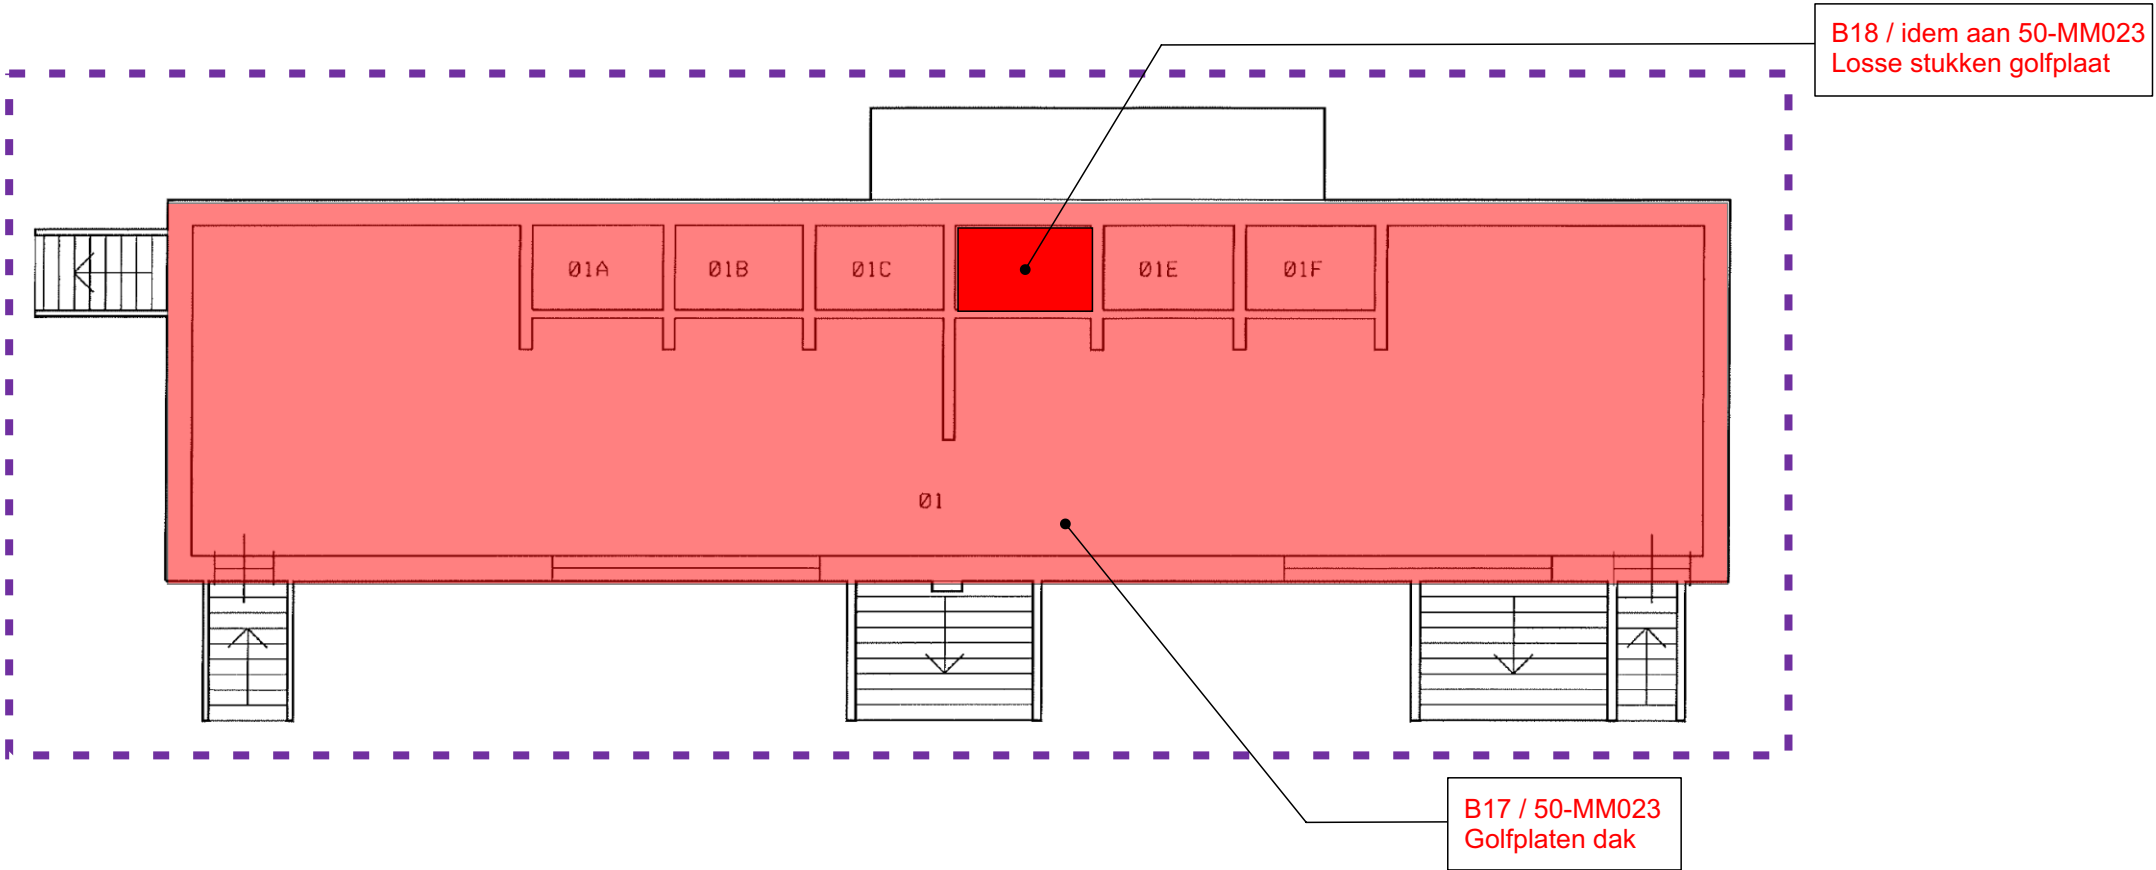 B18 / idem aan 50-MM023
Losse stukken golfplaat
01A
01B
01C
01E
01F
01
B17 / 50-MM023
Golfplaten dak